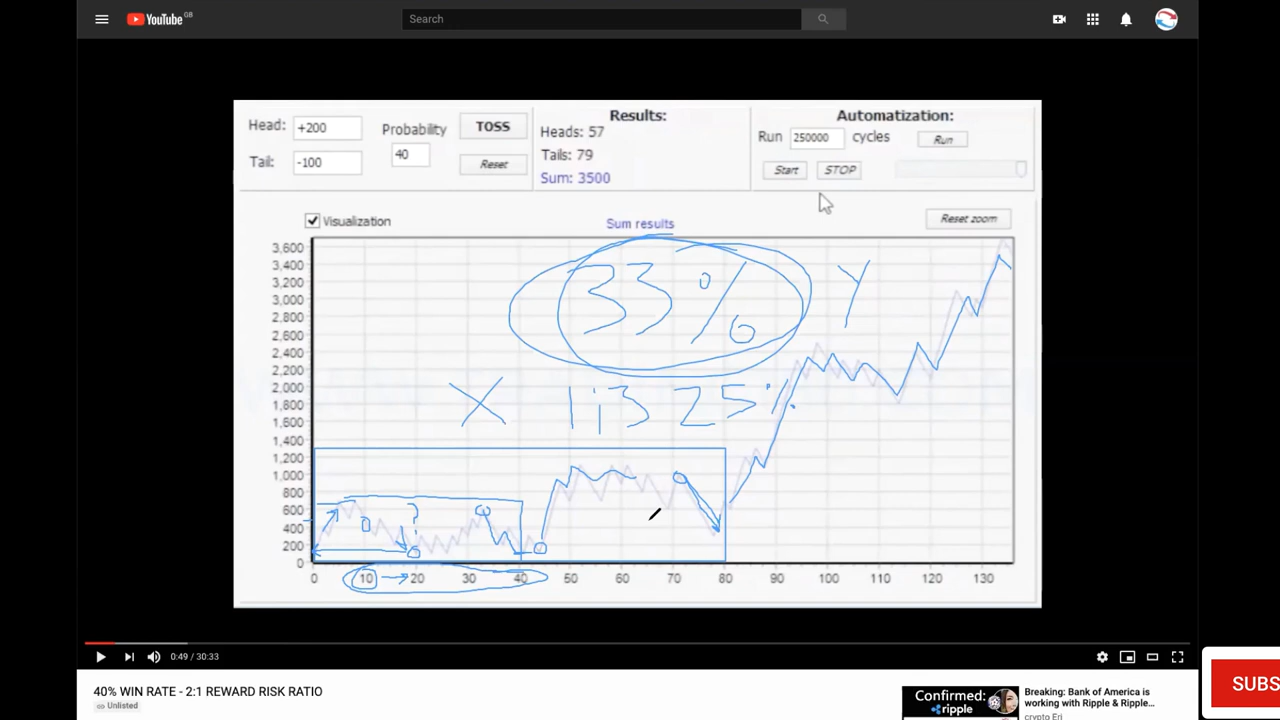 YouTube GB
Search
Head: +200
Probability
TOSS
Results:
Automatization:
Heads: 57
Run 250000 cycles Run
Tail: -100
40
Reset
Tails: 79
Sum: 3500
Start STOP
Visualization
Sum results
Reset zoom
3,600
3,400
3,200
3,000
2,800
2,600
2,400
2,200
2,000
1,800
1,600
1,400
1,200
1,000
800
600
400
200
0
33% Y
X 1:3 25%
?
0 10 20 30 40 50 60 70 80 90 100 110 120 130
0:49 / 30:33
40% WIN RATE - 2:1 REWARD RISK RATIO
Unlisted
Confirmed:
ripple
Breaking: Bank of America is
working with Ripple & Ripple...
crypto Eri
SUBS